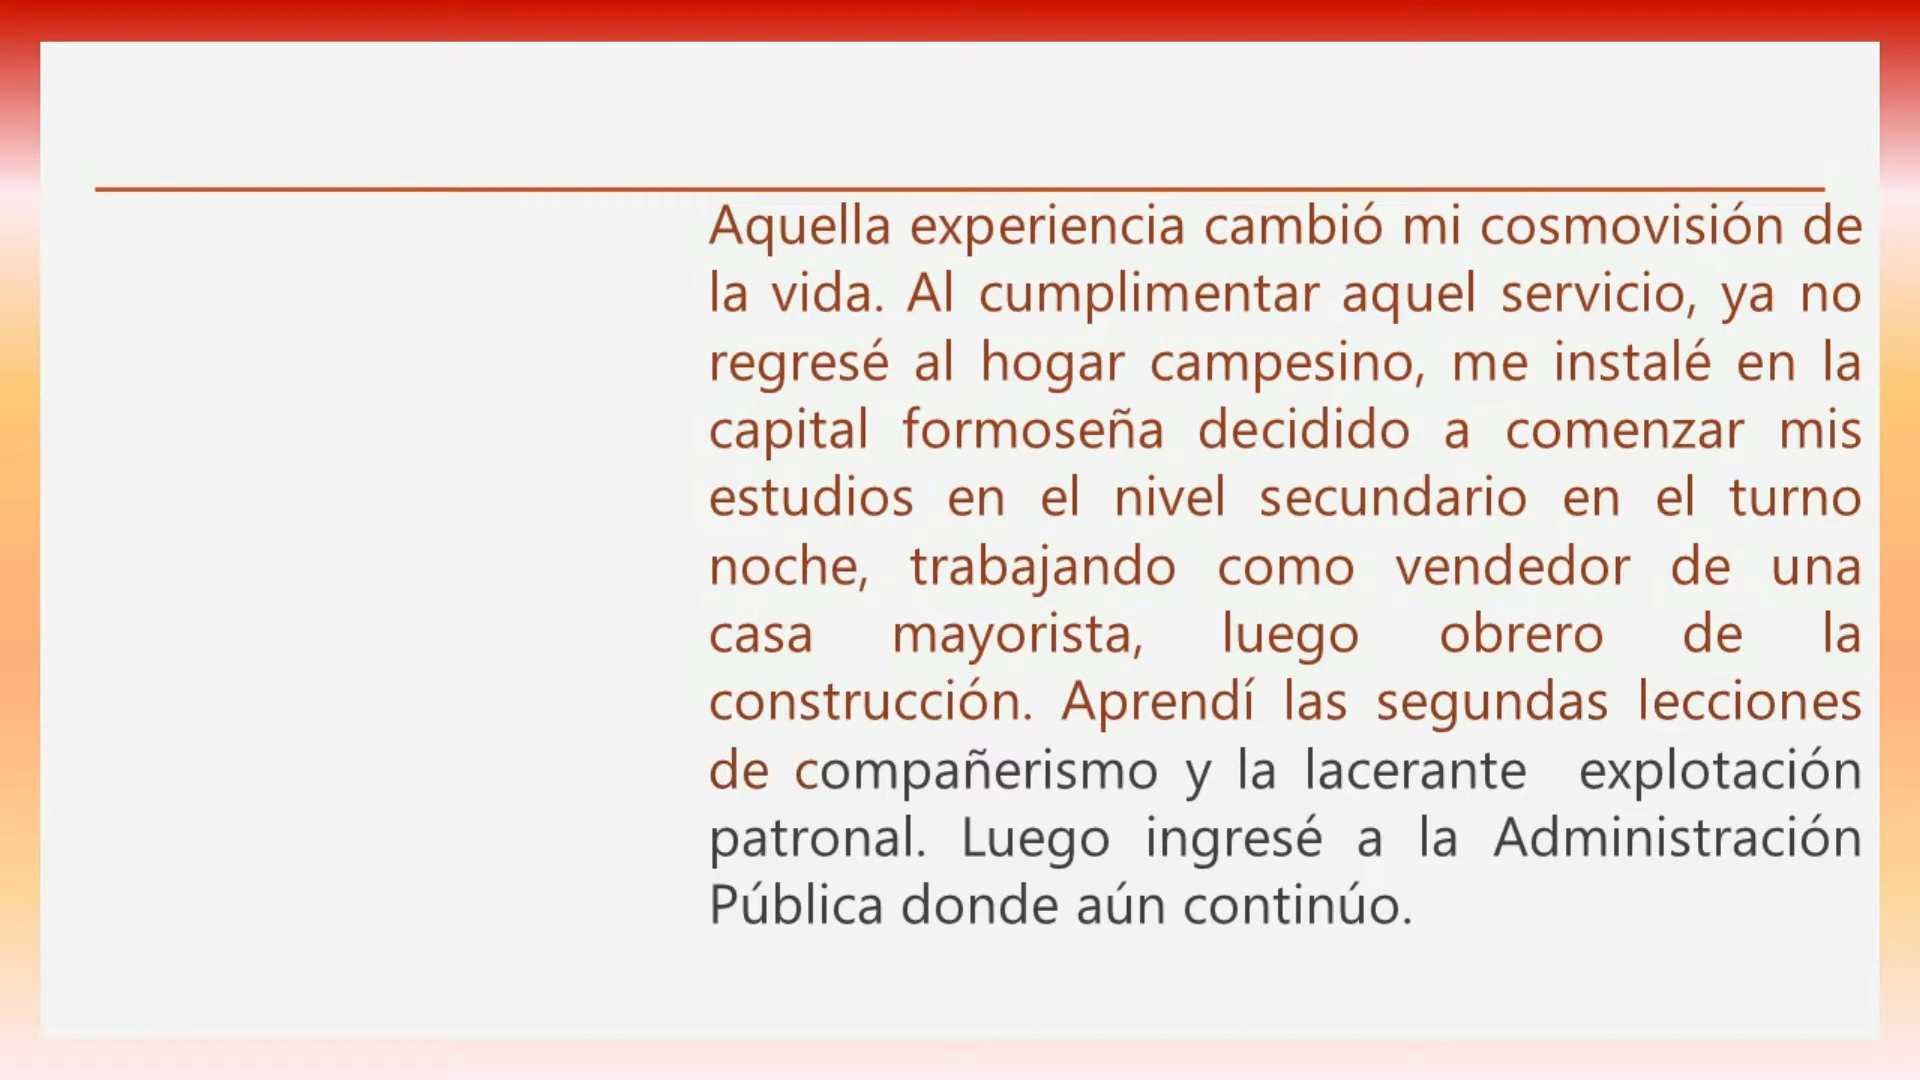 Aquella experiencia cambió mi cosmovisión de
la vida. Al cumplimentar aquel servicio, ya no
regresé al hogar campesino, me instalé en la
capital formoseña decidido a comenzar mis
estudios en el nivel secundario en el turno
noche, trabajando como vendedor de una
casa mayorista, luego obrero de la
construcción. Aprendí las segundas lecciones
de compañerismo y la lacerante explotación
patronal. Luego ingresé a la Administración
Pública donde aún continúo.